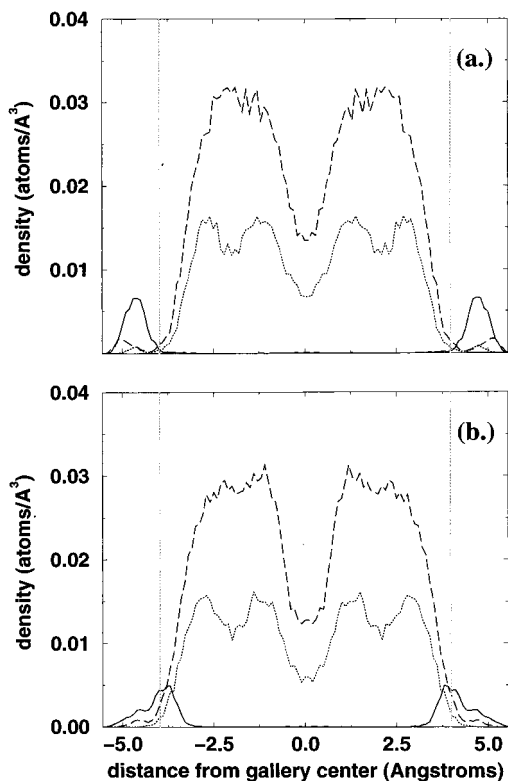 0.04
(a.)
0.03
0.02
0.01
density (atoms/A³)
0.04
(b.)
0.03
0.02
0.01
0.00
density (atoms/A³)
-5.0 -2.5 0.0 2.5 5.0
distance from gallery center (Angstroms)